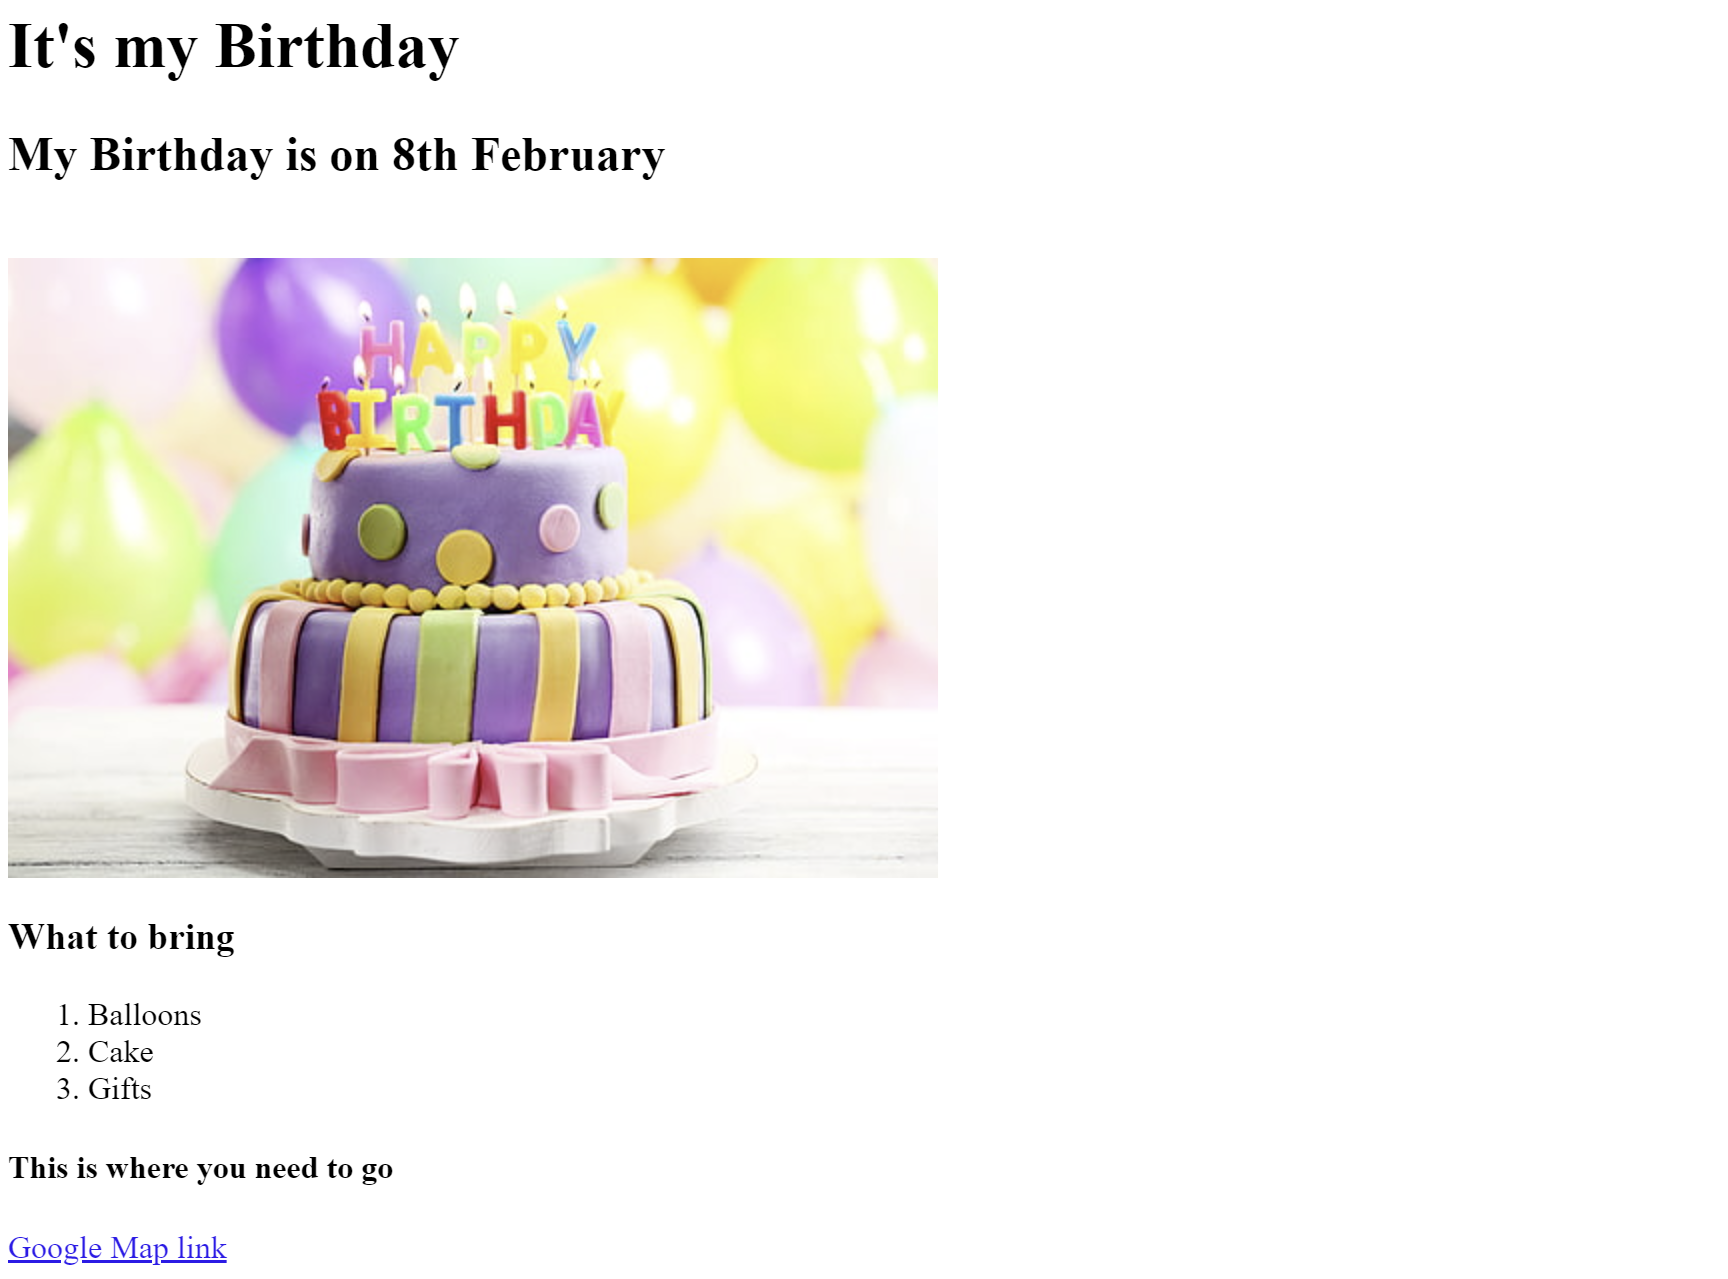 It's my Birthday
My Birthday is on 8th February
HAPPY
BIRTHDAY
What to bring
1. Balloons
2. Cake
3. Gifts
This is where you need to go
Google Map link